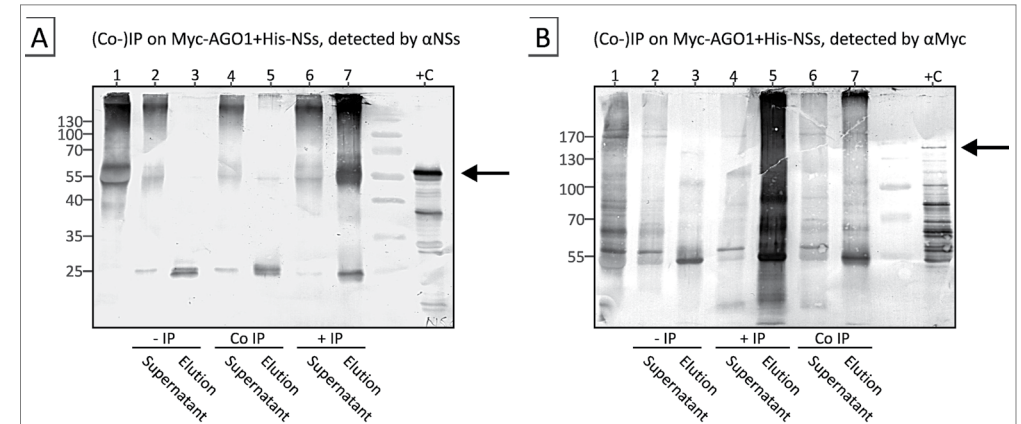 A
(Co-)IP on Myc-AGO1+His-NSs, detected by αNSs
1 2 3 4 5 6 7 +C
130
100
70
55
40
35
25
- IP Co IP + IP
Supernatant Elution Supernatant Elution Supernatant Elution
B
(Co-)IP on Myc-AGO1+His-NSs, detected by αMyc
1 2 3 4 5 6 7 +C
170
130
100
70
55
- IP + IP Co IP
Supernatant Elution Supernatant Elution Supernatant Elution